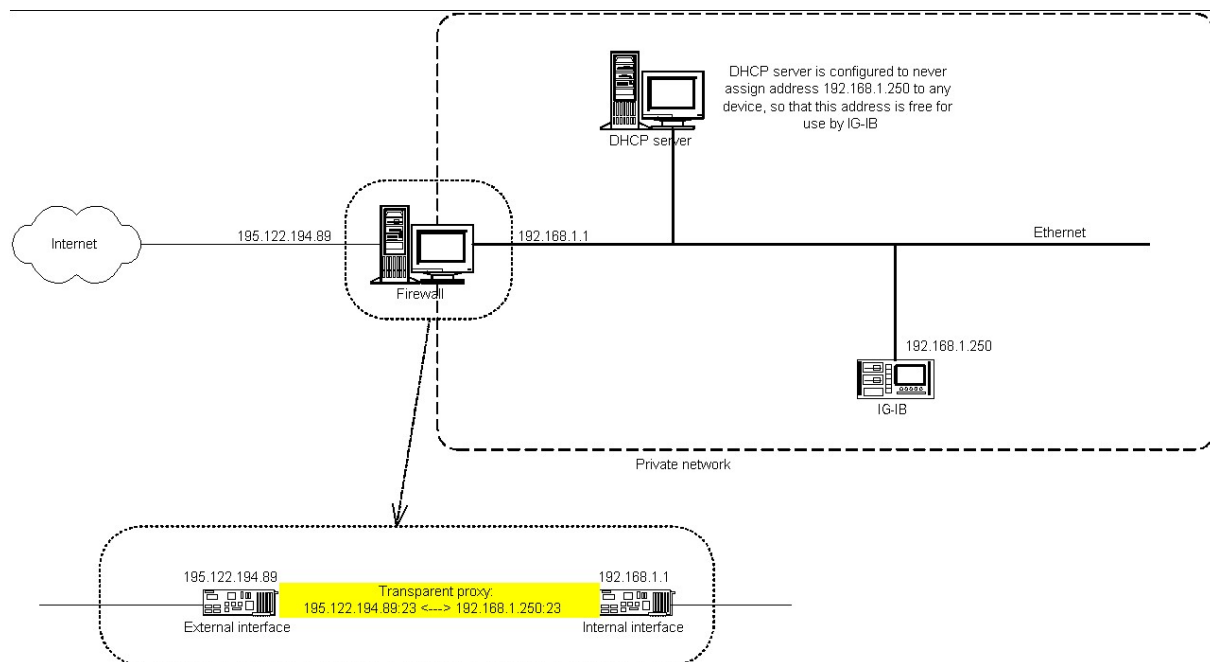 DHCP server is configured to never
assign address 192.168.1.250 to any
device, so that this address is free for
use by IG-IB
DHCP server
Internet
195.122.194.89
192.168.1.1
Ethernet
Firewall
192.168.1.250
IG-IB
Private network
195.122.194.89
192.168.1.1
Transparent proxy:
195.122.194.89:23 <---> 192.168.1.250:23
External interface
Internal interface